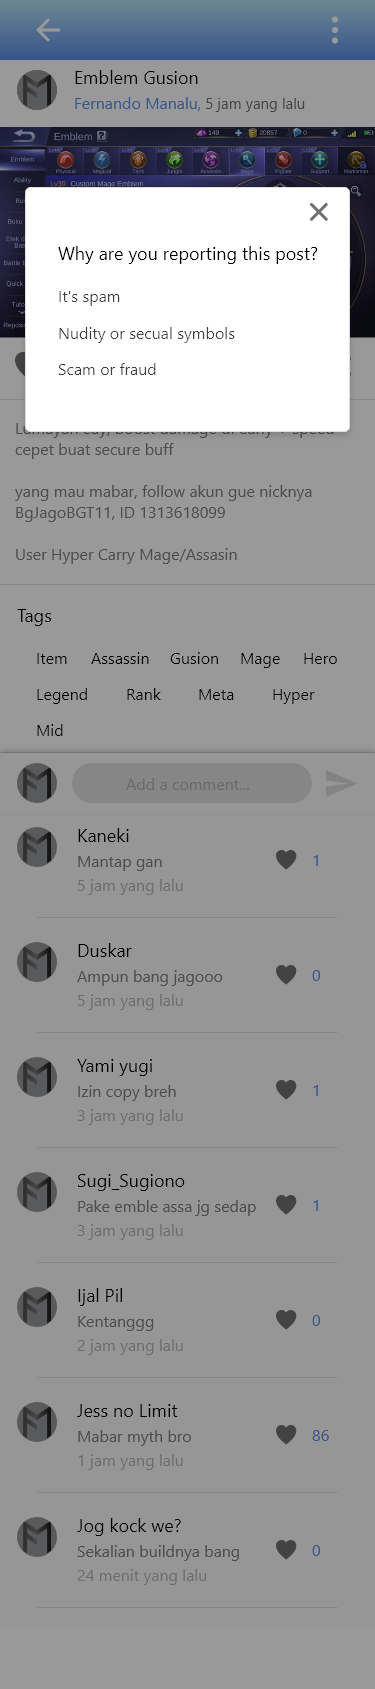 Emblem Gusion
Fernando Manalu, 5 jam yang lalu
Emblem ? 149 + 20857 + 0 +
Emblem
Physical Magical Tank Jungle Assassin Mage Fighter Support Marksman
Ability
Lv39 Custom Mage Emblem
Why are you reporting this post?
It's spam
Nudity or secual symbols
Scam or fraud
cepet buat secure buff
yang mau mabar, follow akun gue nicknya
BgJagoBGT11, ID 1313618099
User Hyper Carry Mage/Assasin
Tags
Item Assassin Gusion Mage Hero
Legend Rank Meta Hyper
Mid
Add a comment...
Kaneki
Mantap gan 1
5 jam yang lalu
Duskar
Ampun bang jagooo 0
5 jam yang lalu
Yami yugi
Izin copy breh 1
3 jam yang lalu
Sugi_Sugiono
Pake emble assa jg sedap 1
3 jam yang lalu
Ijal Pil
Kentanggg 0
2 jam yang lalu
Jess no Limit
Mabar myth bro 86
1 jam yang lalu
Jog kock we?
Sekalian buildnya bang 0
24 menit yang lalu